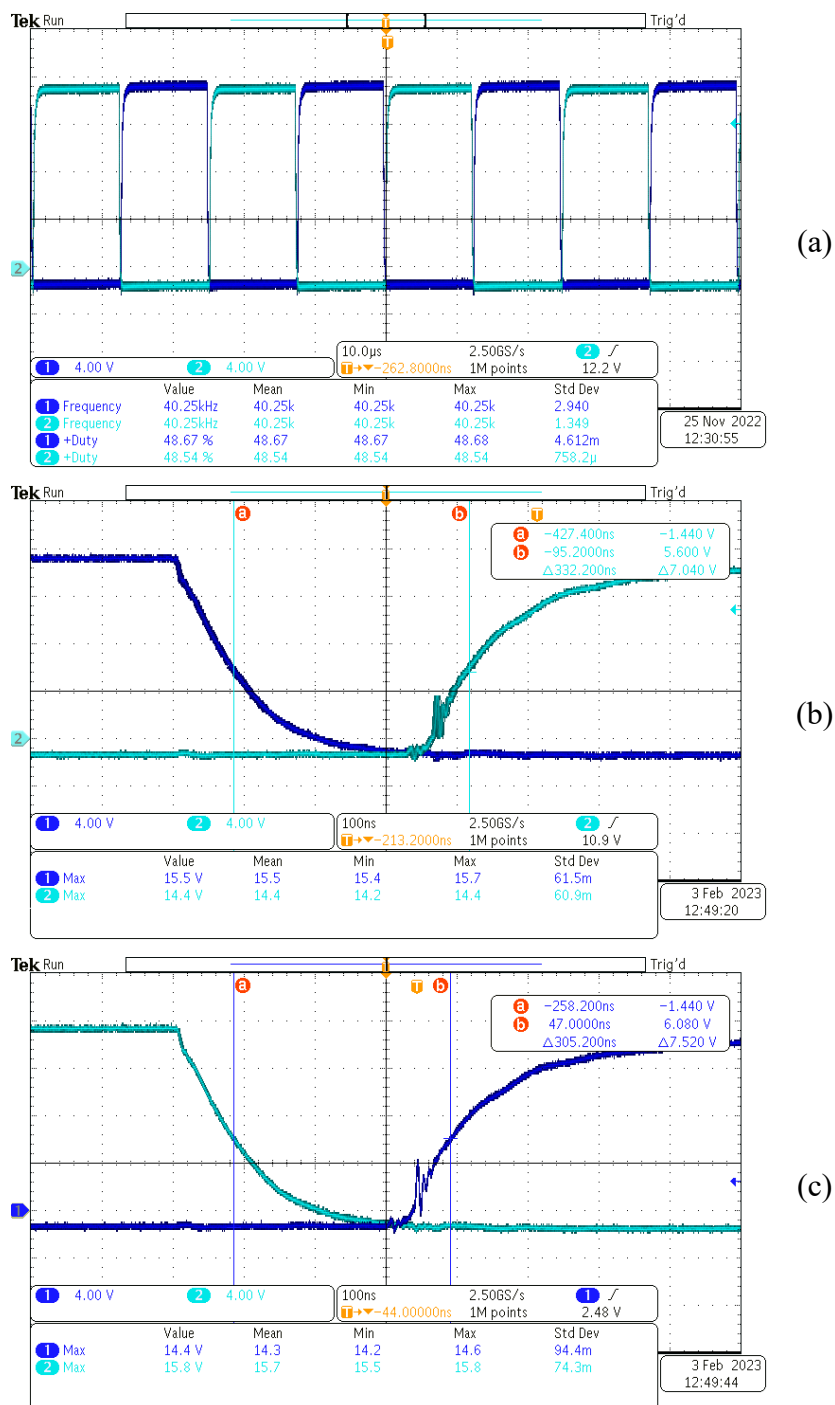 Tek Run
Trig'd
T
T
2
(a)
1 4.00 V
2 4.00 V
10.0µs 2.50GS/s 2
T→▼-262.8000ns 1M points 12.2 V
Value Mean Min Max Std Dev
1 Frequency 40.25kHz 40.25k 40.25k 40.25k 2.940
2 Frequency 40.25kHz 40.25k 40.25k 40.25k 1.349
1 +Duty 48.67 % 48.67 48.67 48.68 4.612m
2 +Duty 48.54 % 48.54 48.54 48.54 758.2µ
25 Nov 2022
12:30:55
Tek Run
Trig'd
a
b
T
a -427.400ns -1.440 V
b -95.2000ns 5.600 V
Δ332.200ns Δ7.040 V
2
(b)
1 4.00 V
2 4.00 V
100ns 2.50GS/s 2
T→▼-213.2000ns 1M points 10.9 V
Value Mean Min Max Std Dev
1 Max 15.5 V 15.5 15.4 15.7 61.5m
2 Max 14.4 V 14.4 14.2 14.4 60.9m
3 Feb 2023
12:49:20
Tek Run
Trig'd
a
T
b
a -258.200ns -1.440 V
b 47.0000ns 6.080 V
Δ305.200ns Δ7.520 V
1
(c)
1 4.00 V
2 4.00 V
100ns 2.50GS/s 1
T→▼-44.00000ns 1M points 2.48 V
Value Mean Min Max Std Dev
1 Max 14.4 V 14.3 14.2 14.6 94.4m
2 Max 15.8 V 15.7 15.5 15.8 74.3m
3 Feb 2023
12:49:44